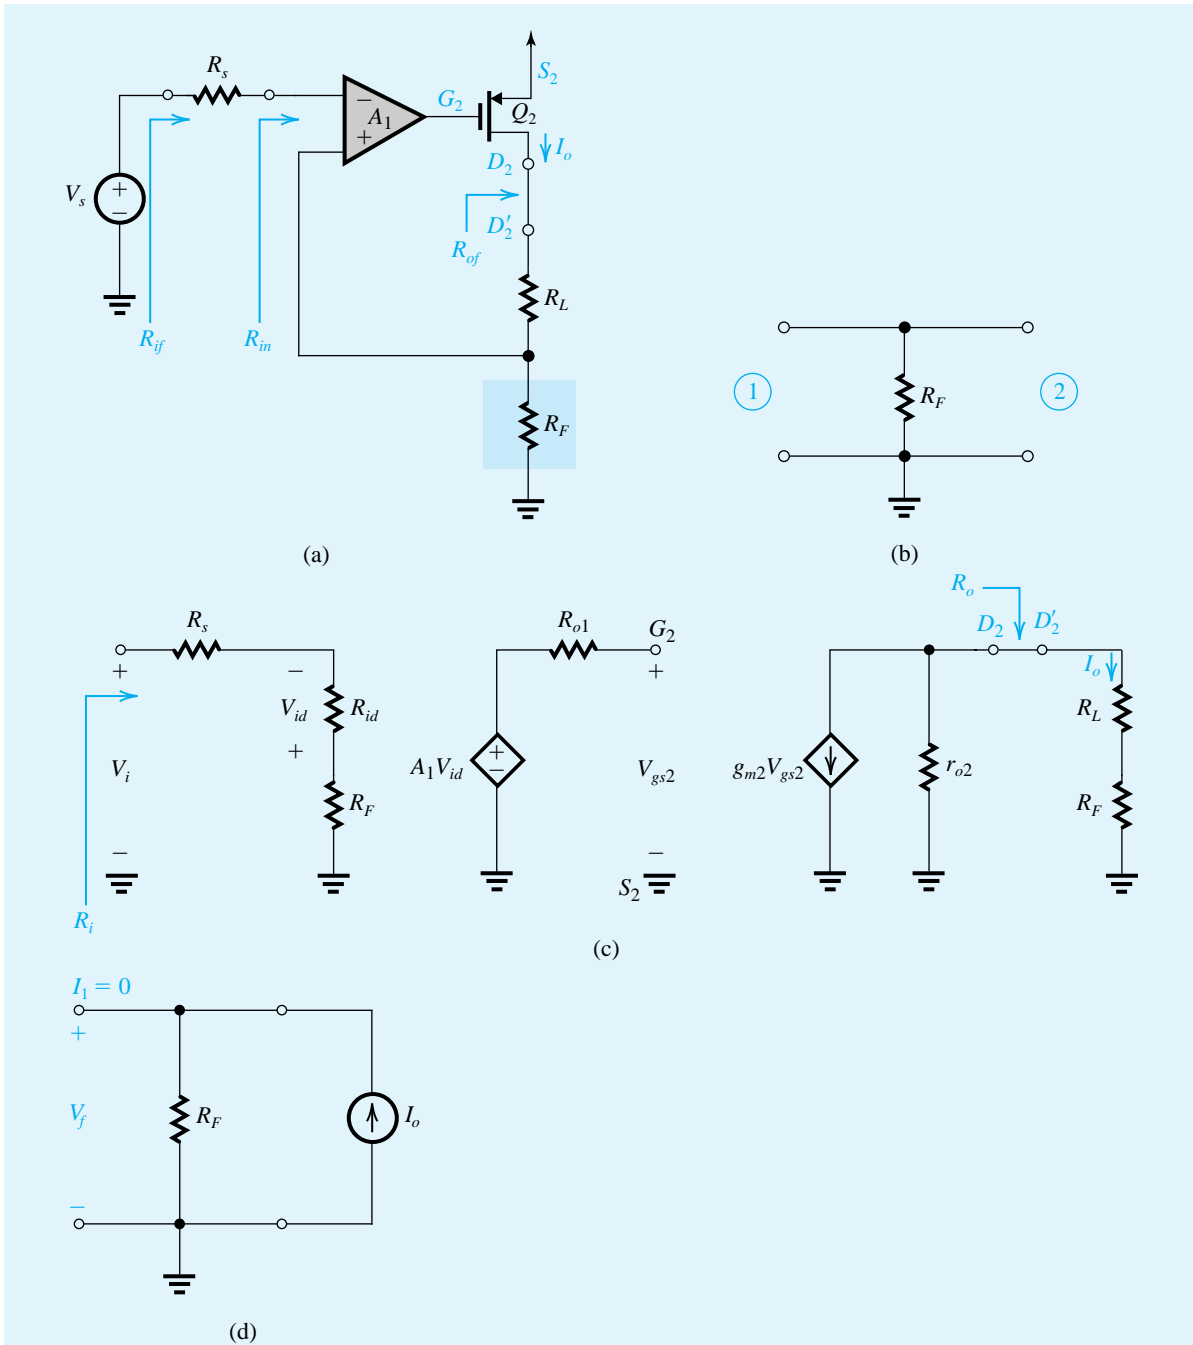 R_s
S_2
G_2
A_1
Q_2
−
+
I_o
D_2
V_s
+
−
D′_2
R_of
R_L
R_if
R_in
R_F
1
R_F
2
(a)
(b)
R_o
R_s
R_o1
G_2
D_2
D′_2
+
−
+
I_o
V_id
R_id
R_L
+
V_i
A_1V_id
+
−
V_gs2
g_m2V_gs2
r_o2
R_F
R_F
−
−
S_2
R_i
(c)
I_1 = 0
+
V_f
R_F
I_o
−
(d)